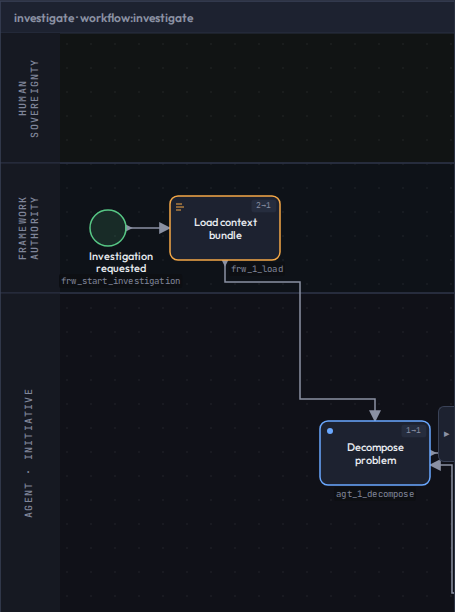 investigate·workflow:investigate
HUMAN
SOVEREIGNTY
FRAMEWORK
AUTHORITY
2→1
Load context
bundle
Investigation
requested
frw_1_load
frw_start_investigation
AGENT · INITIATIVE
1→1
Decompose
problem
agt_1_decompose